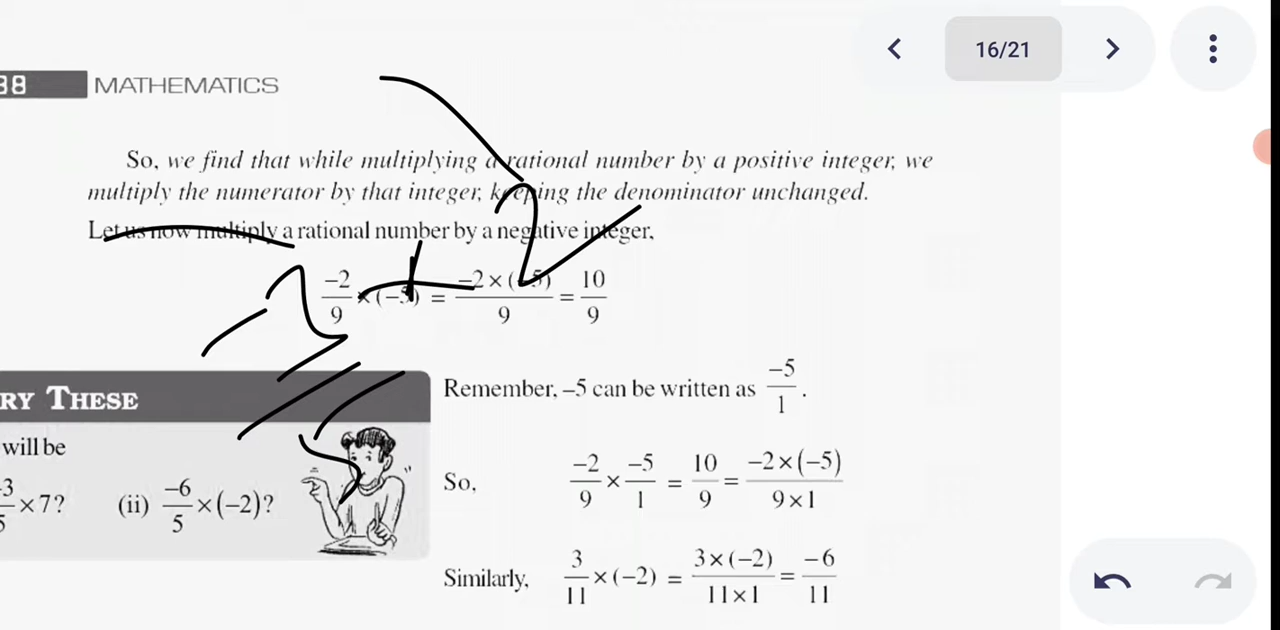 16/21
38 MATHEMATICS
So, we find that while multiplying a rational number by a positive integer, we
multiply the numerator by that integer, keeping the denominator unchanged.
Let us now multiply a rational number by a negative integer,
-2/9 × (-5) = -2×(-5)/9 = 10/9
RY THESE
will be
-3/5 ×7? (ii) -6/5 ×(-2)?
Remember, –5 can be written as -5/1.
So, -2/9 × -5/1 = 10/9 = -2×(-5)/9×1
Similarly, 3/11 ×(-2) = 3×(-2)/11×1 = -6/11